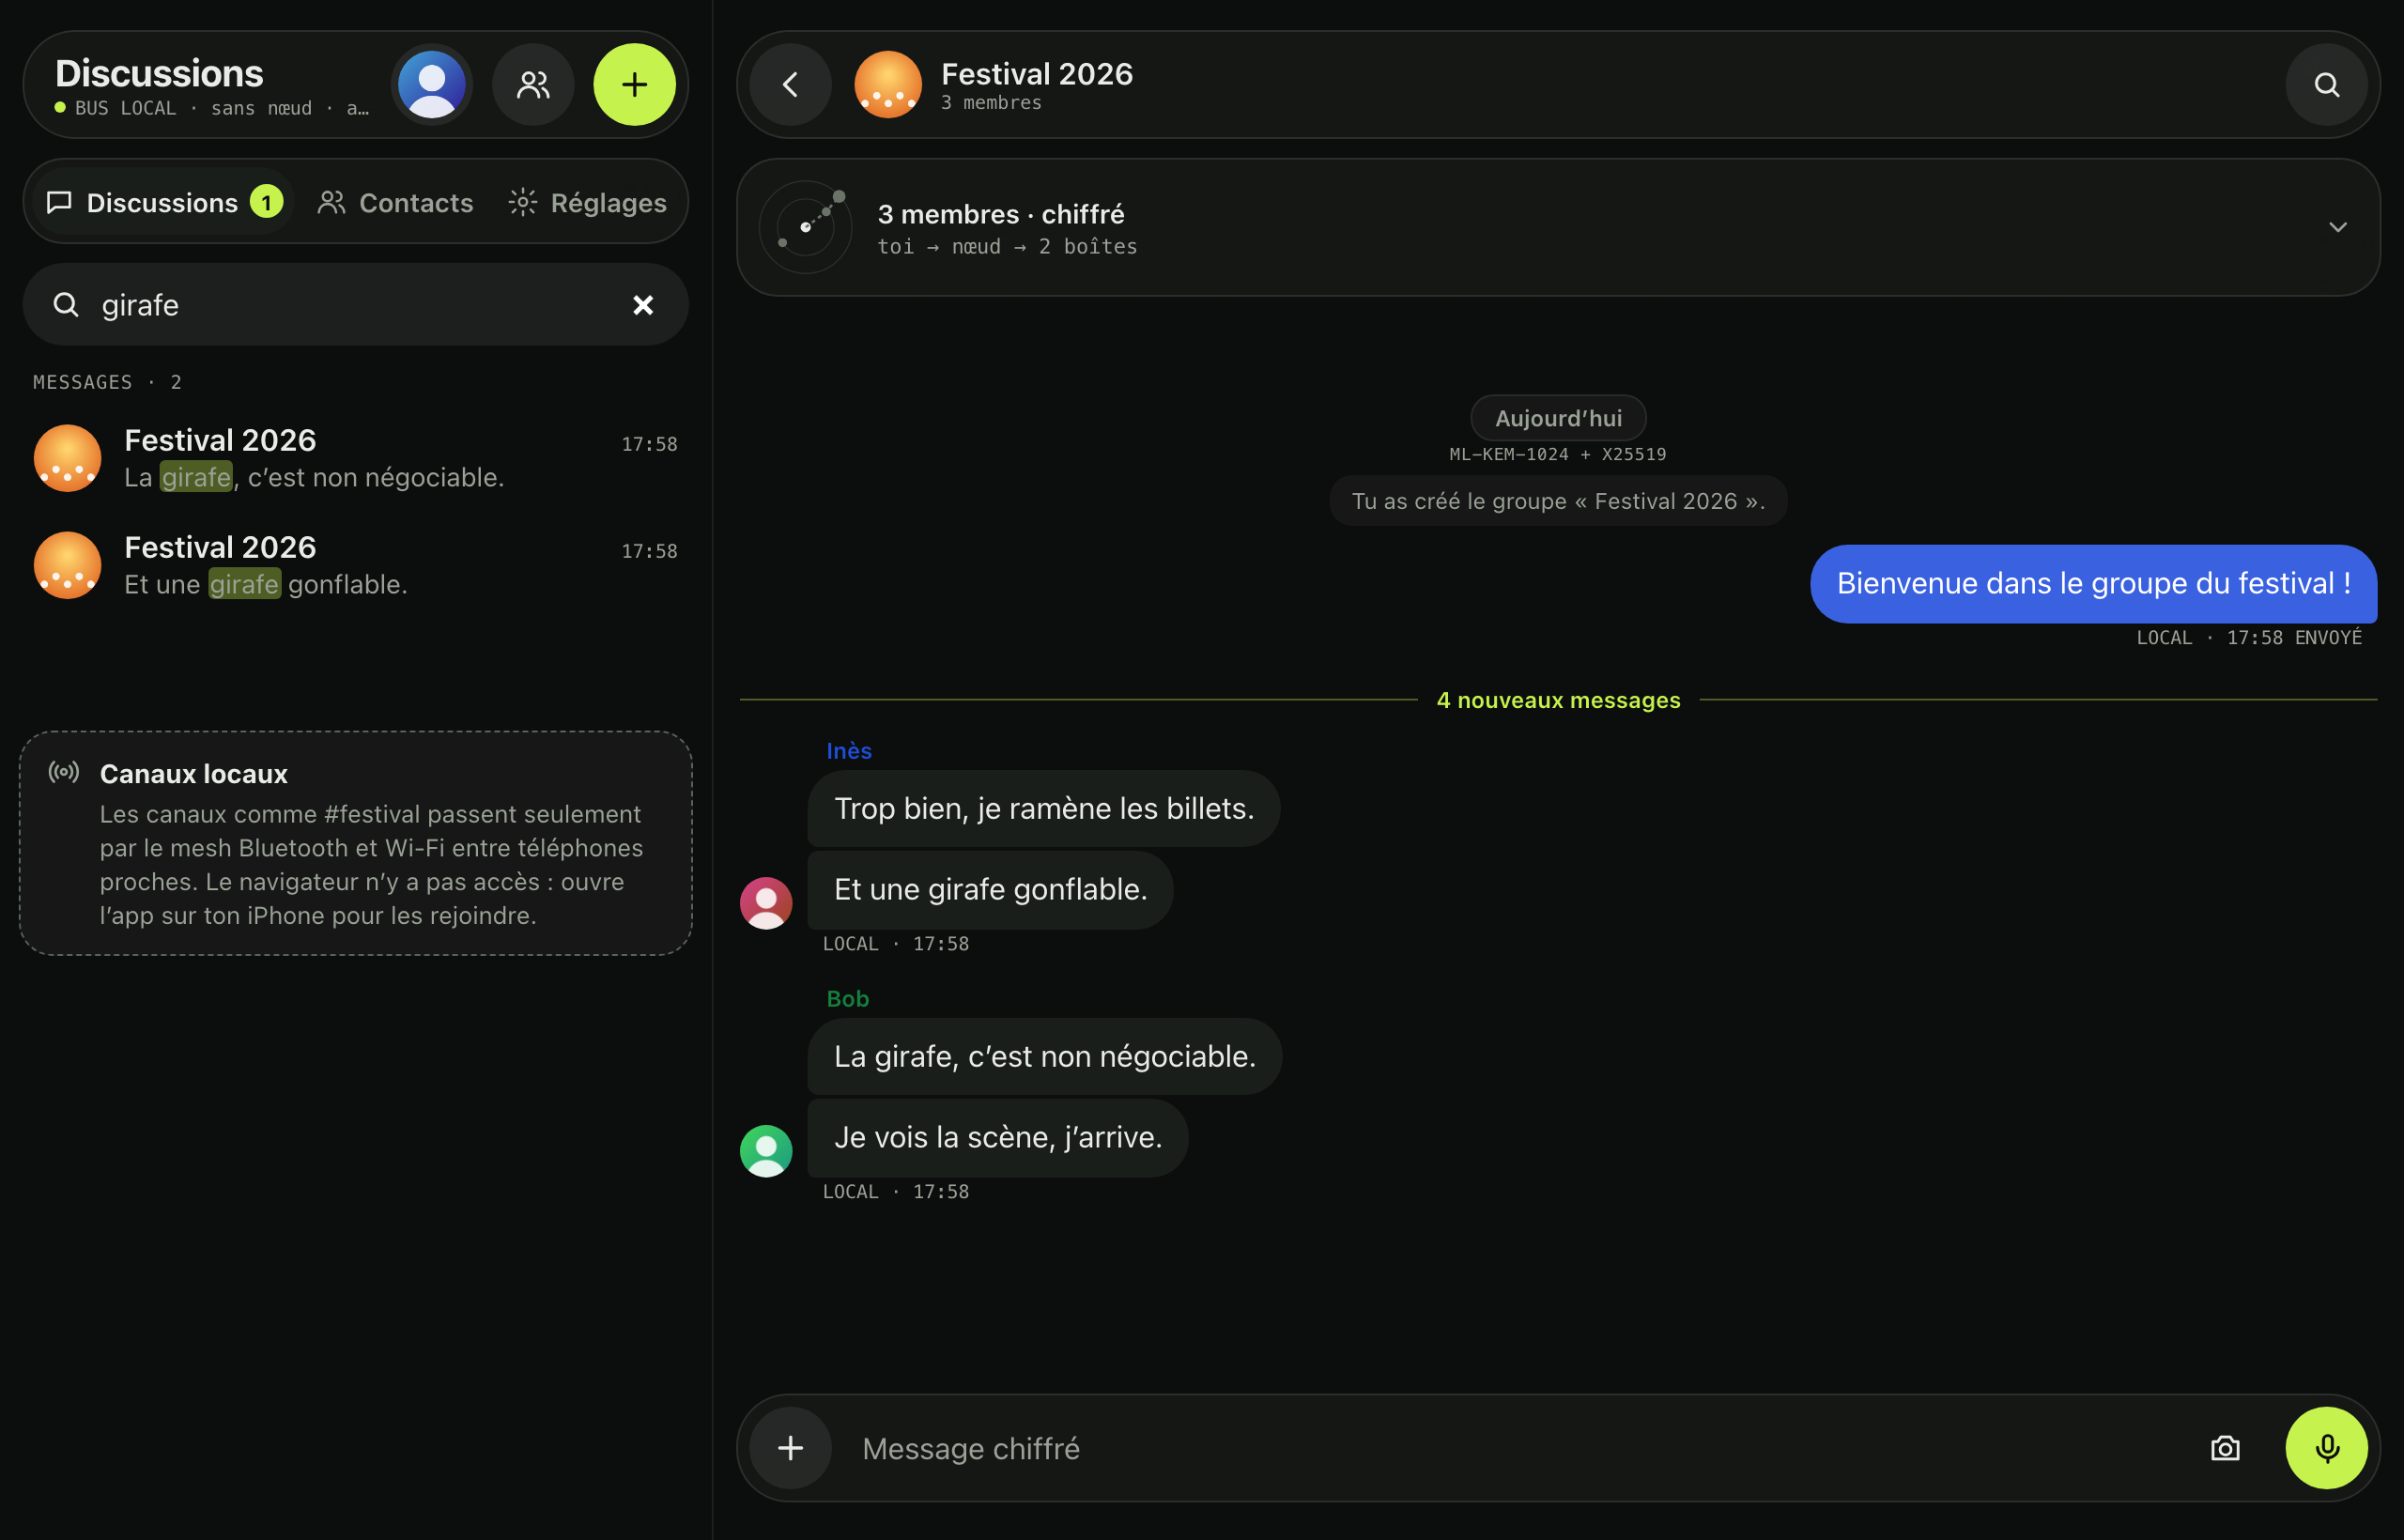 Discussions
BUS LOCAL · sans nœud · a…
Discussions 1
Contacts
Réglages
girafe
MESSAGES · 2
Festival 2026
17:58
La girafe, c’est non négociable.
Festival 2026
17:58
Et une girafe gonflable.
Canaux locaux
Les canaux comme #festival passent seulement
par le mesh Bluetooth et Wi-Fi entre téléphones
proches. Le navigateur n’y a pas accès : ouvre
l’app sur ton iPhone pour les rejoindre.
Festival 2026
3 membres
3 membres · chiffré
toi → nœud → 2 boîtes
Aujourd’hui
ML-KEM-1024 + X25519
Tu as créé le groupe « Festival 2026 ».
Bienvenue dans le groupe du festival !
LOCAL · 17:58 ENVOYÉ
4 nouveaux messages
Inès
Trop bien, je ramène les billets.
Et une girafe gonflable.
LOCAL · 17:58
Bob
La girafe, c’est non négociable.
Je vois la scène, j’arrive.
LOCAL · 17:58
Message chiffré